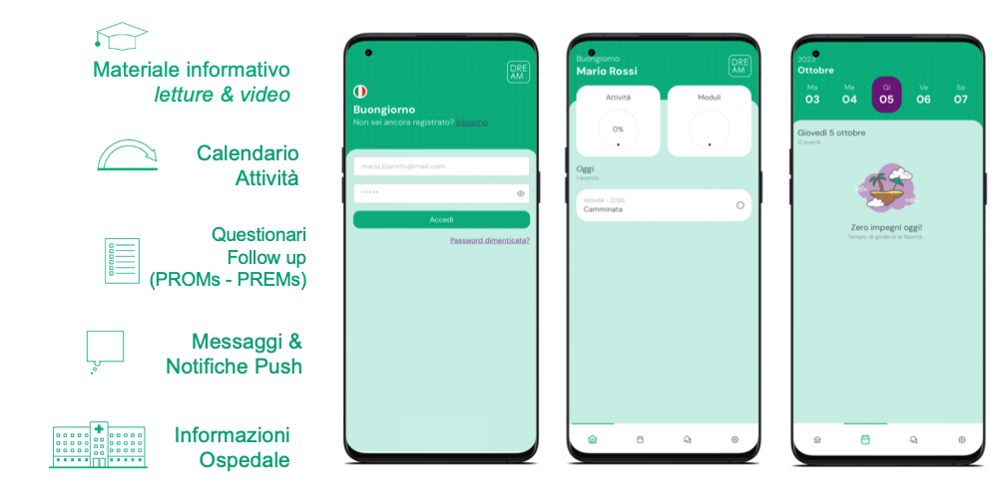 Materiale informativo
letture & video
Calendario
Attività
Questionari
Follow up
(PROMs - PREMs)
Messaggi &
Notifiche Push
Informazioni
Ospedale
DRE
AM
Buongiorno
Non sei ancora registrato? Iniziamo
maria.bianchi@mail.com
*****
Accedi
Password dimenticata?
Buongiorno
Mario Rossi
DRE
AM
Attività
Moduli
0%
Oggi
1 evento
Attività - 12:00
Camminata
2023
Ottobre
Ma Me Gi Ve Sa
03 04 05 06 07
Giovedì 5 ottobre
0 eventi
Zero impegni oggi!
Tempo di godersi la libertà...